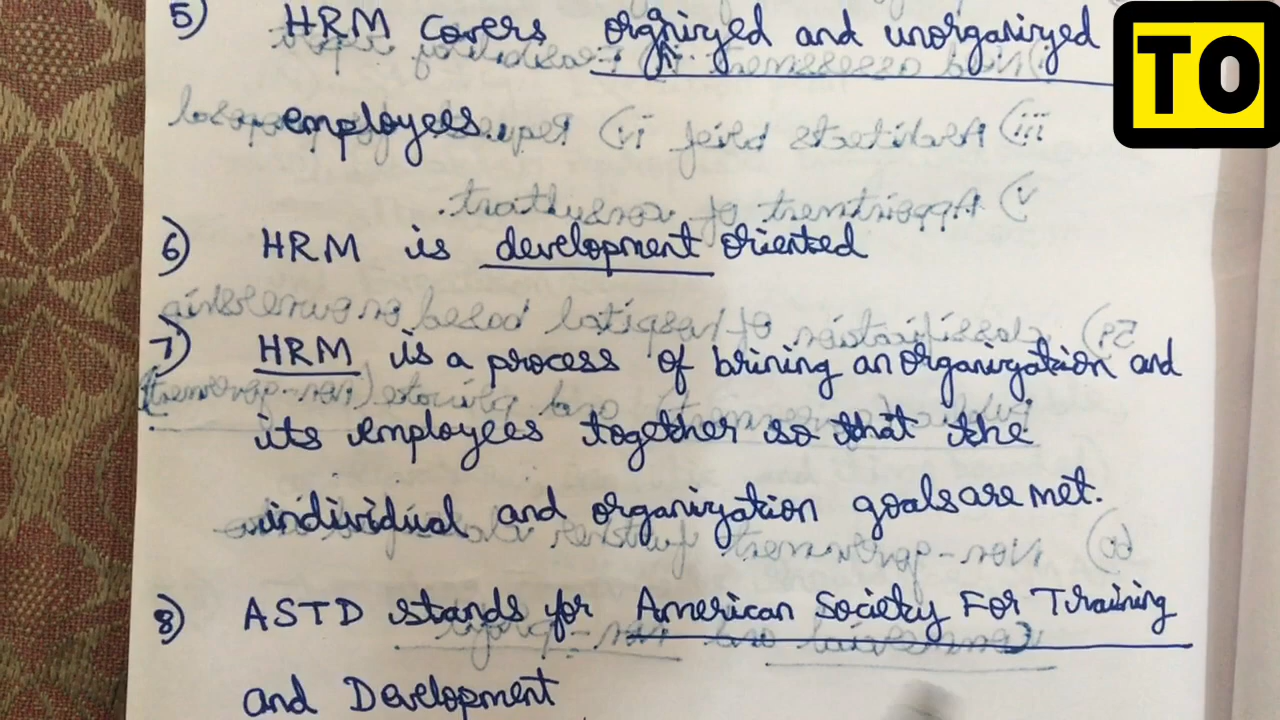 5) HRM covers orgnized and unorganized
TO
employees.
6) HRM is development oriented
7) HRM is a process of brining an organization and
its employees together so that the
individual and organization goals are met.
8) ASTD stands for American Society For Training
and Development